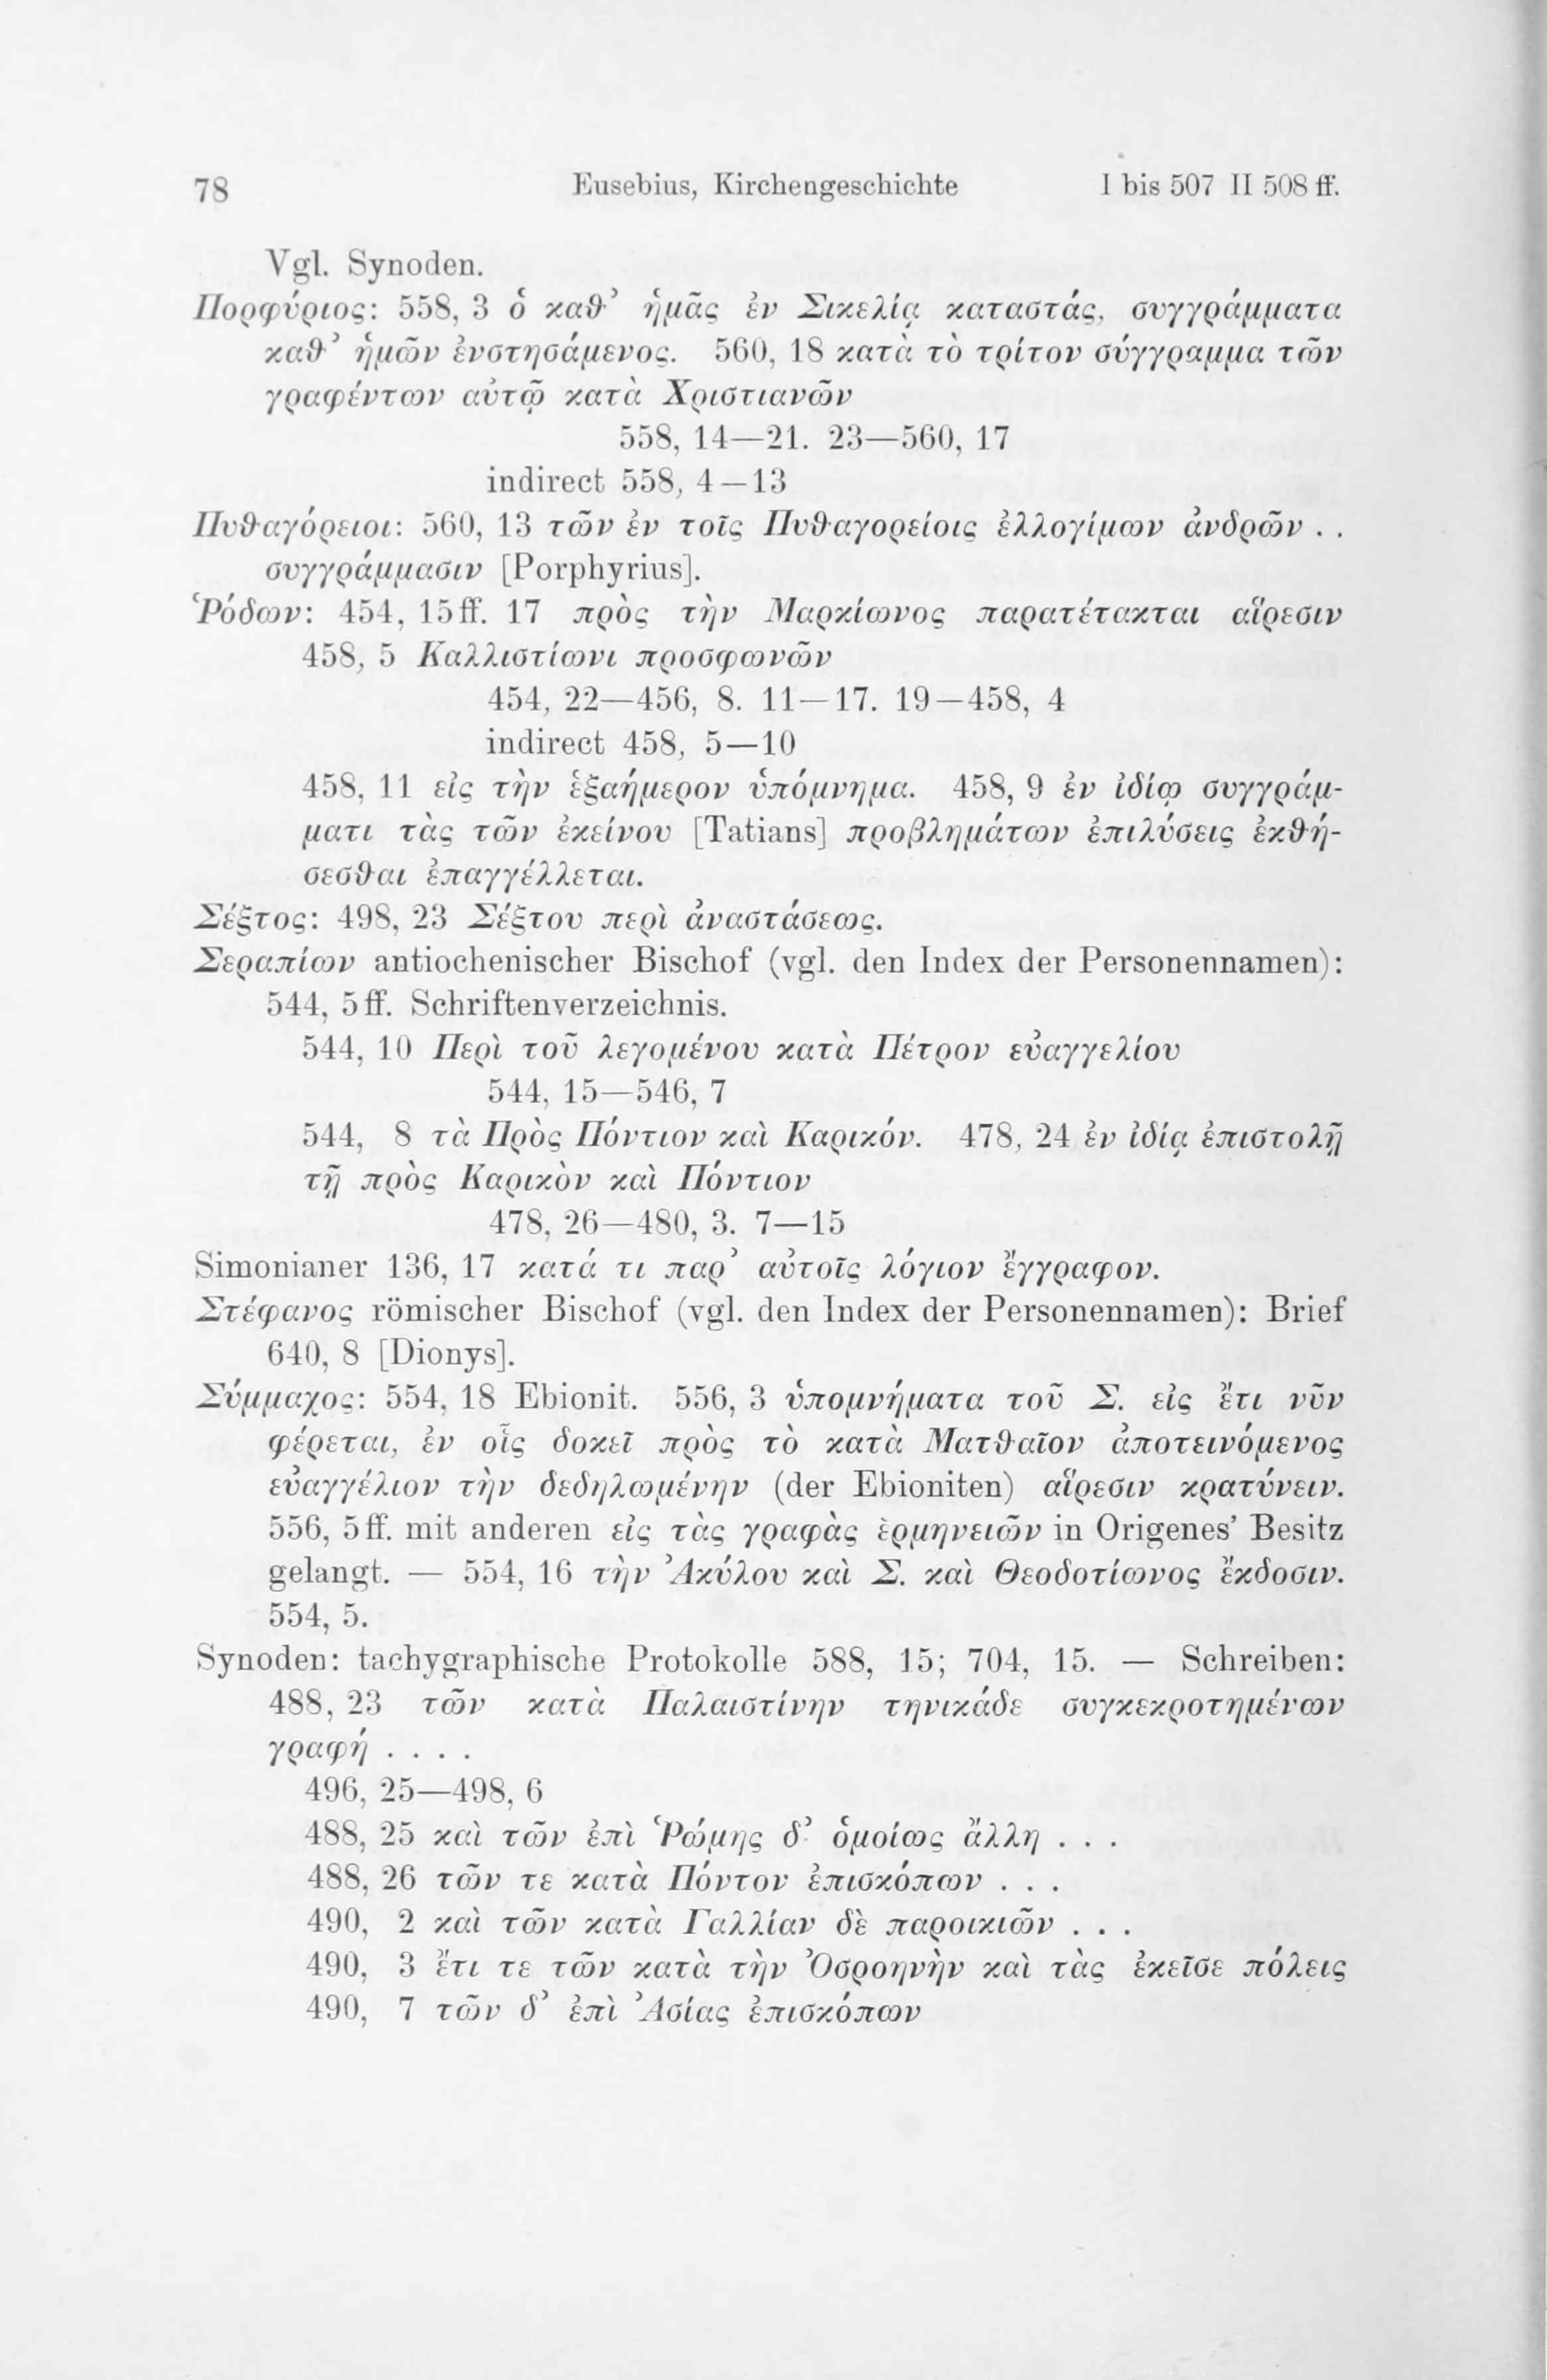 78 Eusebius, Kirchengeschichte I bis 507 II 508 ff.
Vgl. Synoden.
Πορφύριος: 558, 3 ὁ καθ᾽ ἡμᾶς ἐν Σικελίᾳ καταστάς, συγγράμματα
καθ᾽ ἡμῶν ἐνστησάμενος. 560, 18 κατὰ τὸ τρίτον σύγγραμμα τῶν
γραφέντων αὐτῷ κατὰ Χριστιανῶν
558, 14—21. 23—560, 17
indirect 558, 4—13
Πυθαγόρειοι: 560, 13 τῶν ἐν τοῖς Πυθαγορείοις ἐλλογίμων ἀνδρῶν . .
συγγράμμασιν [Porphyrius].
Ῥόδων: 454, 15 ff. 17 πρὸς τὴν Μαρκίωνος παρατέτακται αἵρεσιν
458, 5 Καλλιστίωνι προσφωνῶν
454, 22—456, 8. 11—17. 19—458, 4
indirect 458, 5—10
458, 11 εἰς τὴν ἑξαήμερον ὑπόμνημα. 458, 9 ἐν ἰδίῳ συγγράμ-
ματι τὰς τῶν ἐκείνου [Tatians] προβλημάτων ἐπιλύσεις ἐκθή-
σεσθαι ἐπαγγέλλεται.
Σέξτος: 498, 23 Σέξτου περὶ ἀναστάσεως.
Σεραπίων antiochenischer Bischof (vgl. den Index der Personennamen):
544, 5 ff. Schriftenverzeichnis.
544, 10 Περὶ τοῦ λεγομένου κατὰ Πέτρον εὐαγγελίου
544, 15—546, 7
544, 8 τὰ Πρὸς Πόντιον καὶ Καρικόν. 478, 24 ἐν ἰδίᾳ ἐπιστολῇ
τῇ πρὸς Καρικὸν καὶ Πόντιον
478, 26—480, 3. 7—15
Simonianer 136, 17 κατά τι παρ᾽ αὐτοῖς λόγιον ἔγγραφον.
Στέφανος römischer Bischof (vgl. den Index der Personennamen): Brief
640, 8 [Dionys].
Σύμμαχος: 554, 18 Ebionit. 556, 3 ὑπομνήματα τοῦ Σ. εἰς ἔτι νῦν
φέρεται, ἐν οἷς δοκεῖ πρὸς τὸ κατὰ Ματθαῖον ἀποτεινόμενος
εὐαγγέλιον τὴν δεδηλωμένην (der Ebioniten) αἵρεσιν κρατύνειν.
556, 5 ff. mit anderen εἰς τὰς γραφὰς ἑρμηνειῶν in Origenes’ Besitz
gelangt. — 554, 16 τὴν Ἀκύλου καὶ Σ. καὶ Θεοδοτίωνος ἔκδοσιν.
554, 5.
Synoden: tachygraphische Protokolle 588, 15; 704, 15. — Schreiben:
488, 23 τῶν κατὰ Παλαιστίνην τηνικάδε συγκεκροτημένων
γραφή . . . .
496, 25—498, 6
488, 25 καὶ τῶν ἐπὶ Ῥώμης δ᾽ ὁμοίως ἄλλη . . .
488, 26 τῶν τε κατὰ Πόντον ἐπισκόπων . . .
490, 2 καὶ τῶν κατὰ Γαλλίαν δὲ παροικιῶν . . .
490, 3 ἔτι τε τῶν κατὰ τὴν Ὀσροηνὴν καὶ τὰς ἐκεῖσε πόλεις
490, 7 τῶν δ᾽ ἐπὶ Ἀσίας ἐπισκόπων